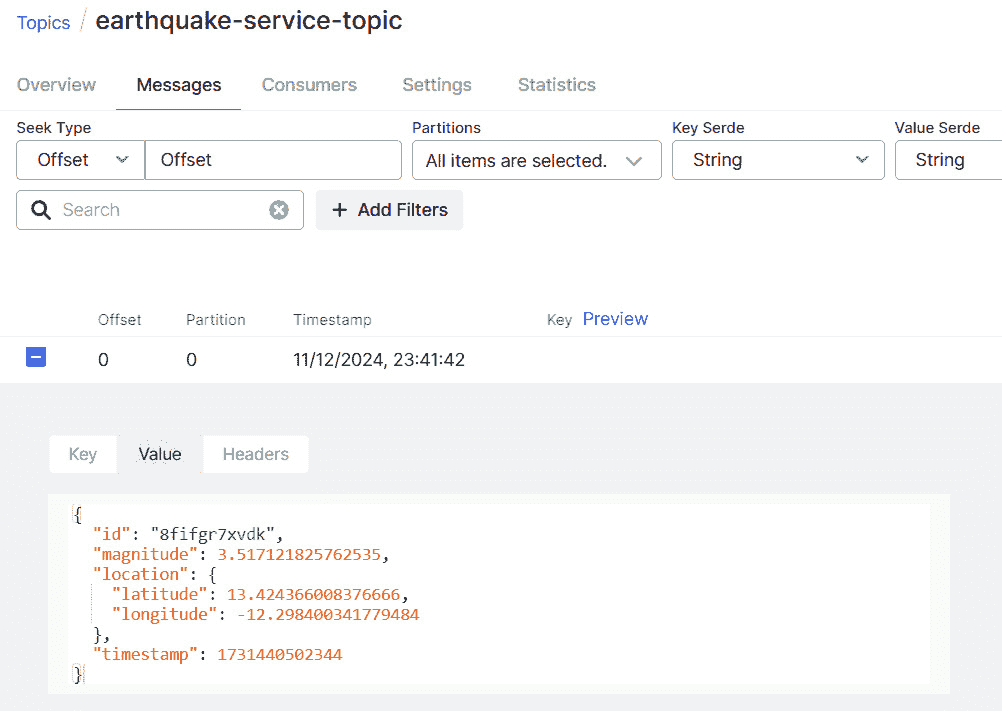 Topics / earthquake-service-topic
Overview Messages Consumers Settings Statistics
Seek Type Partitions Key Serde Value Serde
Offset Offset All items are selected. String String
Search + Add Filters
Offset Partition Timestamp Key Preview
0 0 11/12/2024, 23:41:42
Key Value Headers
{
"id": "8fifgr7xvdk",
"magnitude": 3.517121825762535,
"location": {
"latitude": 13.424366008376666,
"longitude": -12.298400341779484
},
"timestamp": 1731440502344
}